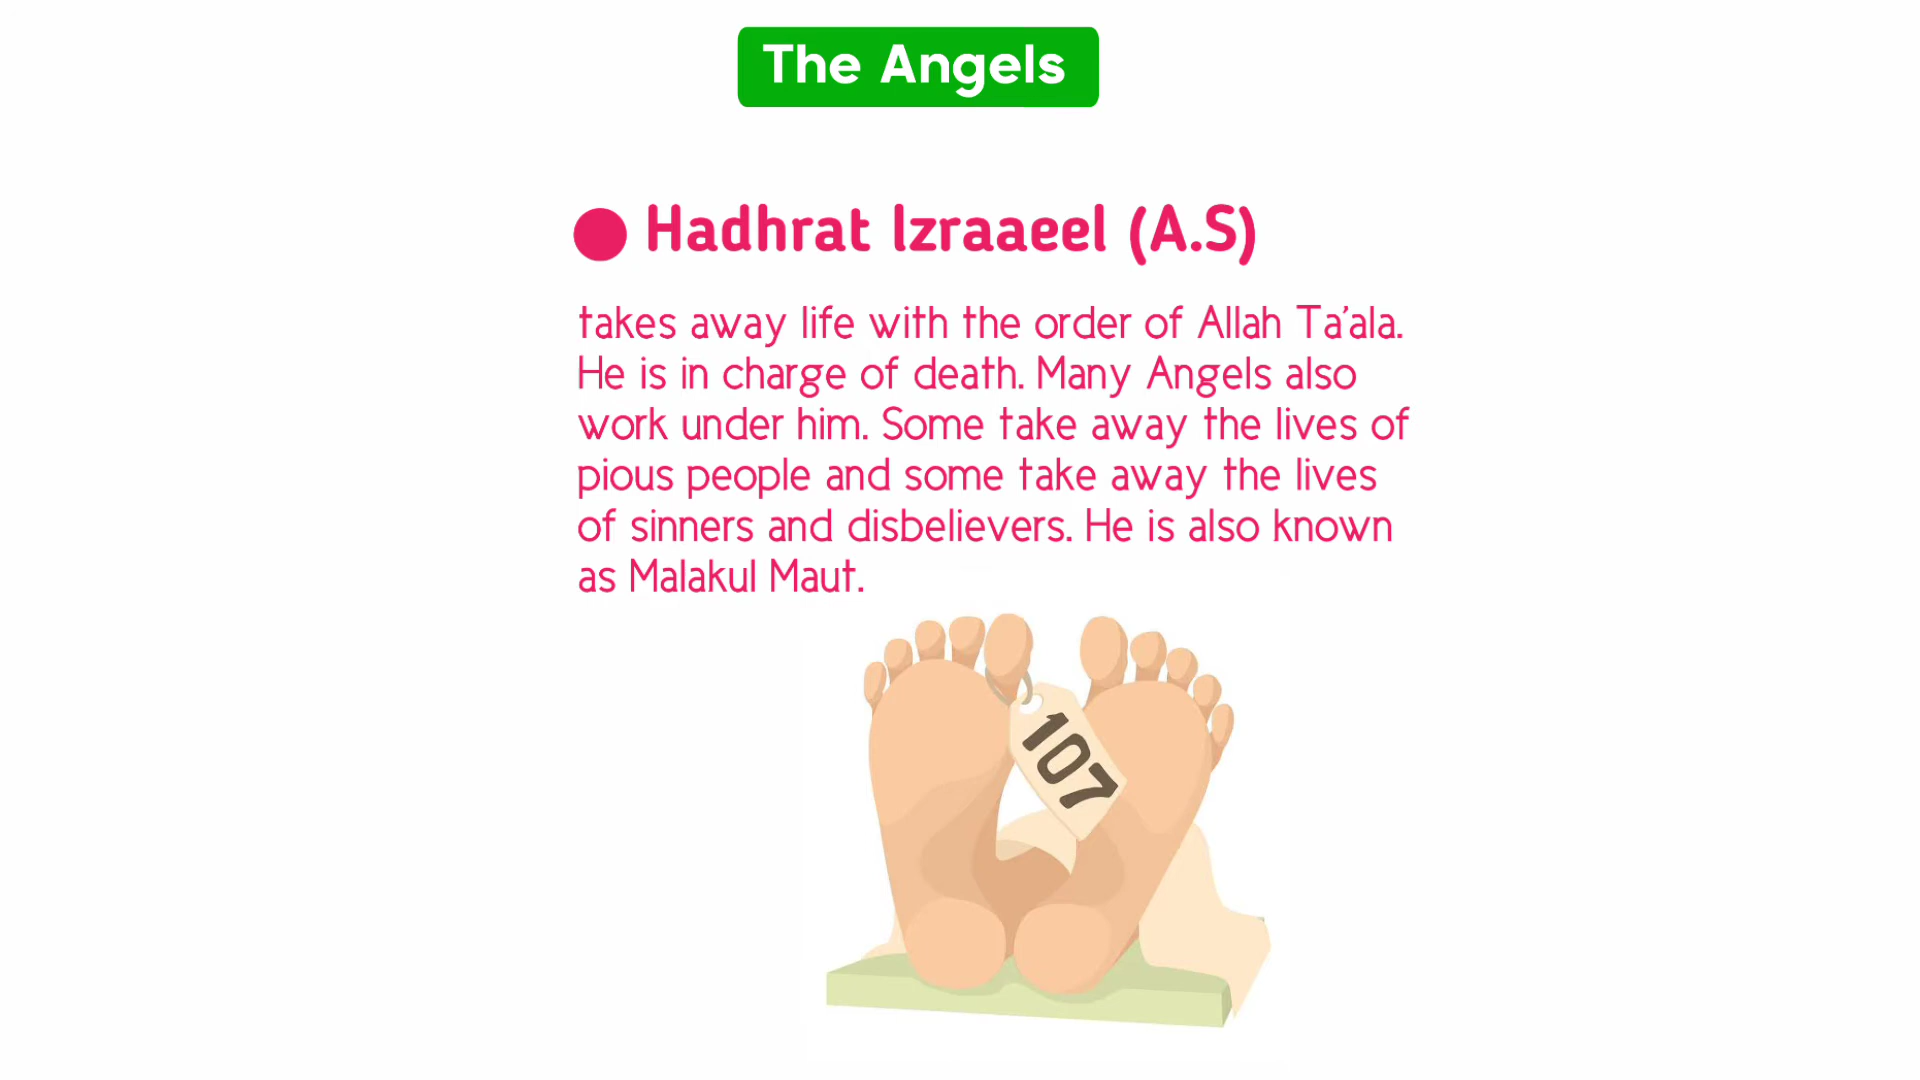 The Angels
Hadhrat Izraaeel (A.S)
takes away life with the order of Allah Ta'ala.
He is in charge of death. Many Angels also
work under him. Some take away the lives of
pious people and some take away the lives
of sinners and disbelievers. He is also known
as Malakul Maut.
107